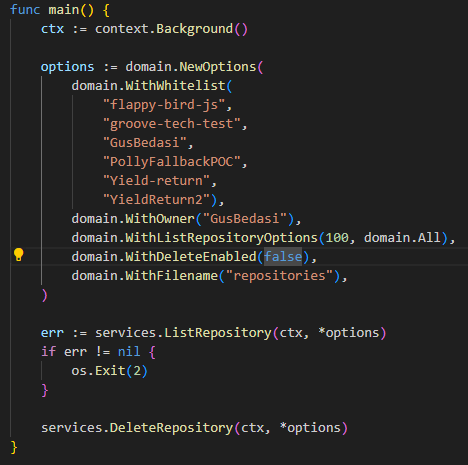 func main() {
    ctx := context.Background()

    options := domain.NewOptions(
        domain.WithWhitelist(
            "flappy-bird-js",
            "groove-tech-test",
            "GusBedasi",
            "PollyFallbackPOC",
            "Yield-return",
            "YieldReturn2"),
        domain.WithOwner("GusBedasi"),
        domain.WithListRepositoryOptions(100, domain.All),
        domain.WithDeleteEnabled(false),
        domain.WithFilename("repositories"),
    )

    err := services.ListRepository(ctx, *options)
    if err != nil {
        os.Exit(2)
    }

    services.DeleteRepository(ctx, *options)
}